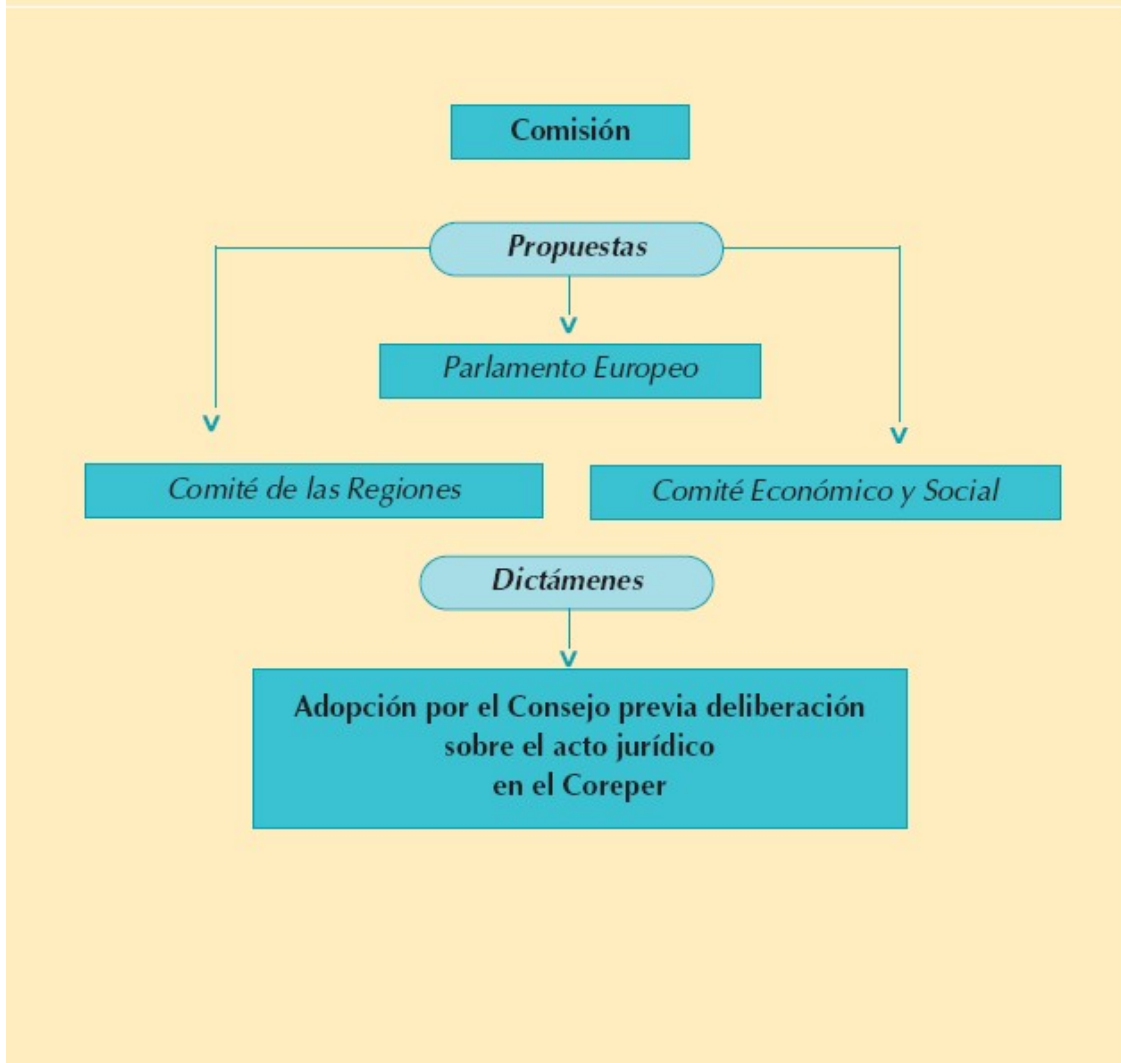 Comisión
Propuestas
Parlamento Europeo
Comité de las Regiones
Comité Económico y Social
Dictámenes
Adopción por el Consejo previa deliberación
sobre el acto jurídico
en el Coreper